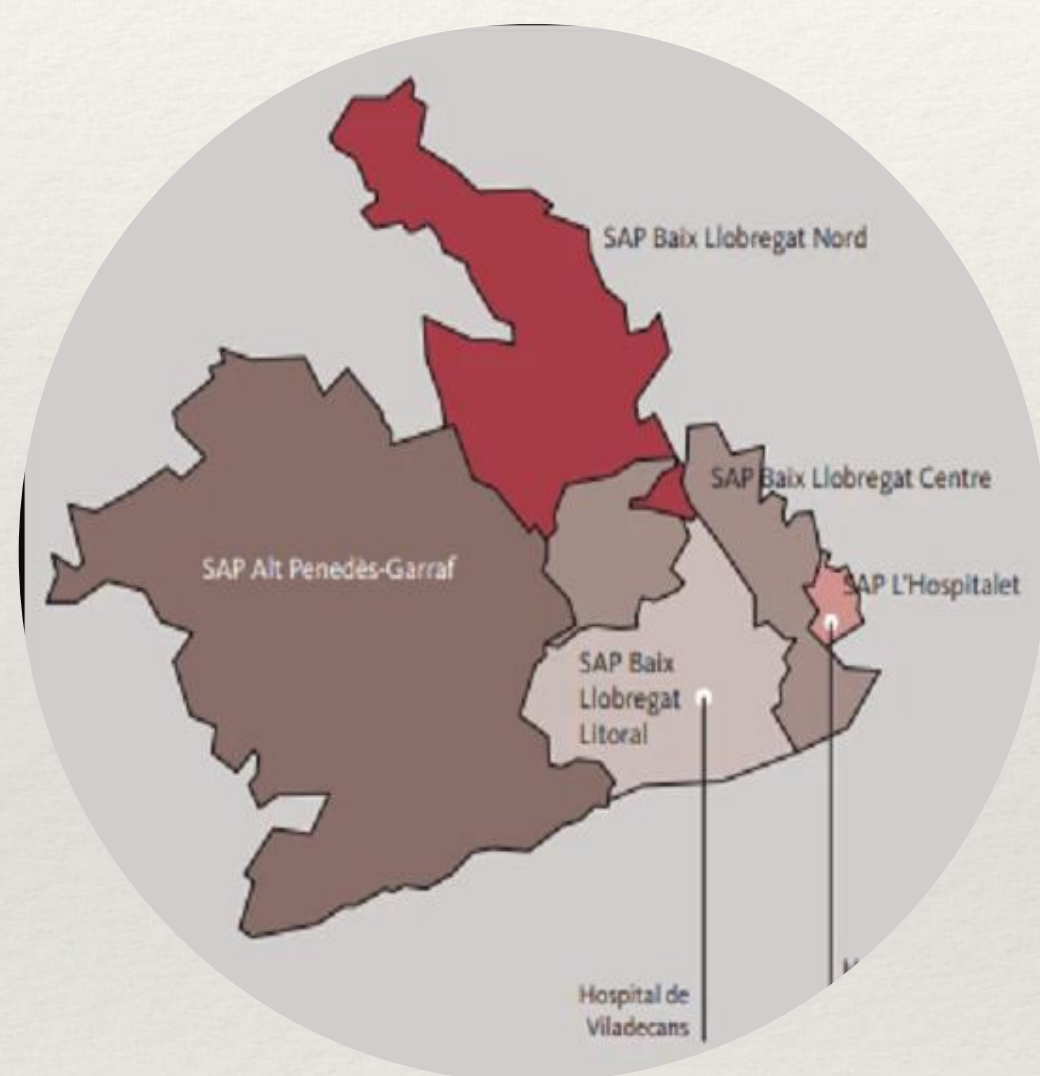 SAP Baix Llobregat Nord
SAP Baix Llobregat Centre
SAP Alt Penedès-Garraf
SAP L'Hospitalet
SAP Baix
Llobregat
Litoral
Hospital de
Viladecans